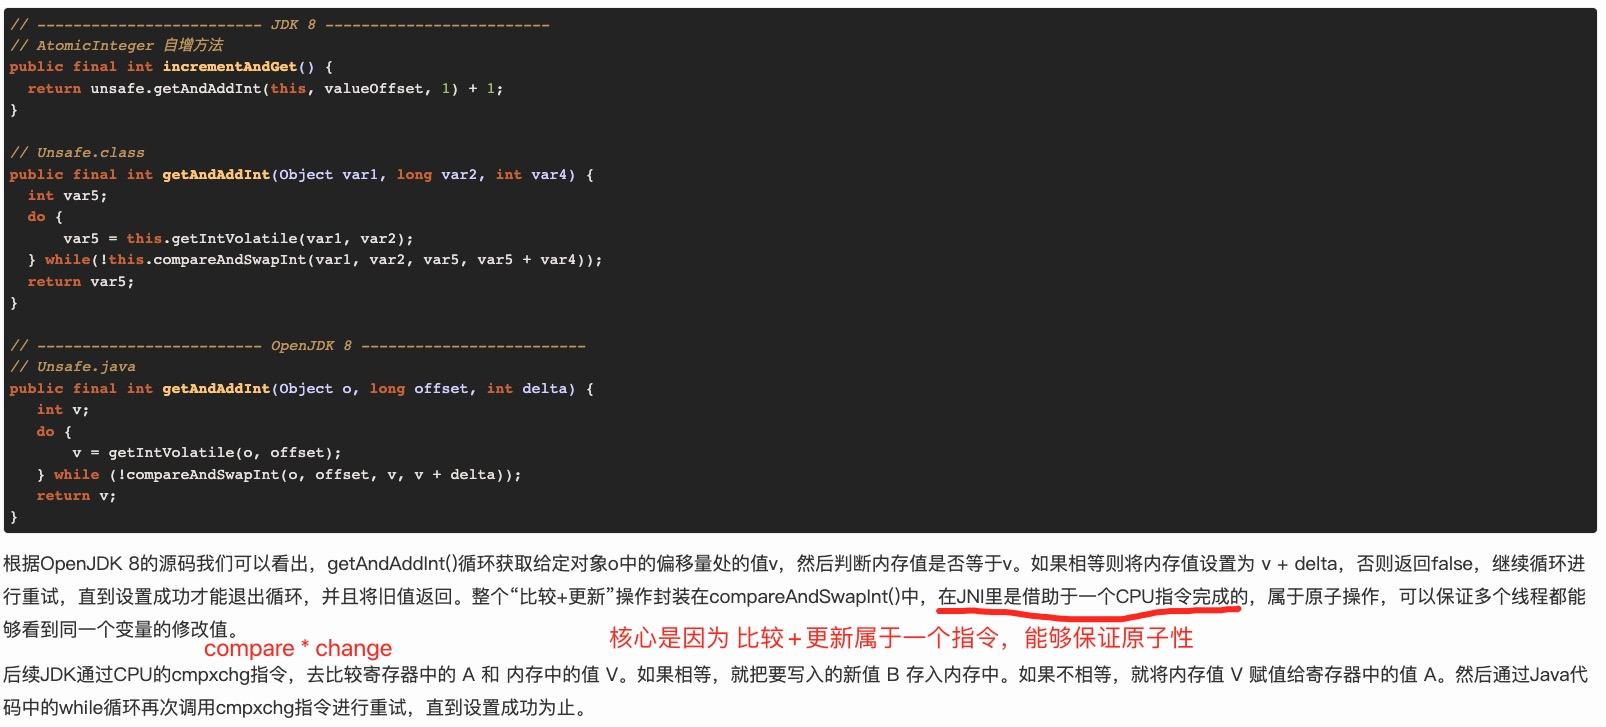 // ------------------------- JDK 8 -------------------------
// AtomicInteger 自增方法
public final int incrementAndGet() {
  return unsafe.getAndAddInt(this, valueOffset, 1) + 1;
}
// Unsafe.class
public final int getAndAddInt(Object var1, long var2, int var4) {
  int var5;
  do {
      var5 = this.getIntVolatile(var1, var2);
  } while(!this.compareAndSwapInt(var1, var2, var5, var5 + var4));
  return var5;
}
// ------------------------- OpenJDK 8 -------------------------
// Unsafe.java
public final int getAndAddInt(Object o, long offset, int delta) {
   int v;
   do {
       v = getIntVolatile(o, offset);
   } while (!compareAndSwapInt(o, offset, v, v + delta));
   return v;
}
根据OpenJDK 8的源码我们可以看出，getAndAddInt()循环获取给定对象o中的偏移量处的值v，然后判断内存值是否等于v。如果相等则将内存值设置为 v + delta，否则返回false，继续循环进
行重试，直到设置成功才能退出循环，并且将旧值返回。整个“比较+更新”操作封装在compareAndSwapInt()中，在JNI里是借助于一个CPU指令完成的，属于原子操作，可以保证多个线程都能
够看到同一个变量的修改值。
compare * change
核心是因为 比较+更新属于一个指令，能够保证原子性
后续JDK通过CPU的cmpxchg指令，去比较寄存器中的 A 和 内存中的值 V。如果相等，就把要写入的新值 B 存入内存中。如果不相等，就将内存值 V 赋值给寄存器中的值 A。然后通过Java代
码中的while循环再次调用cmpxchg指令进行重试，直到设置成功为止。